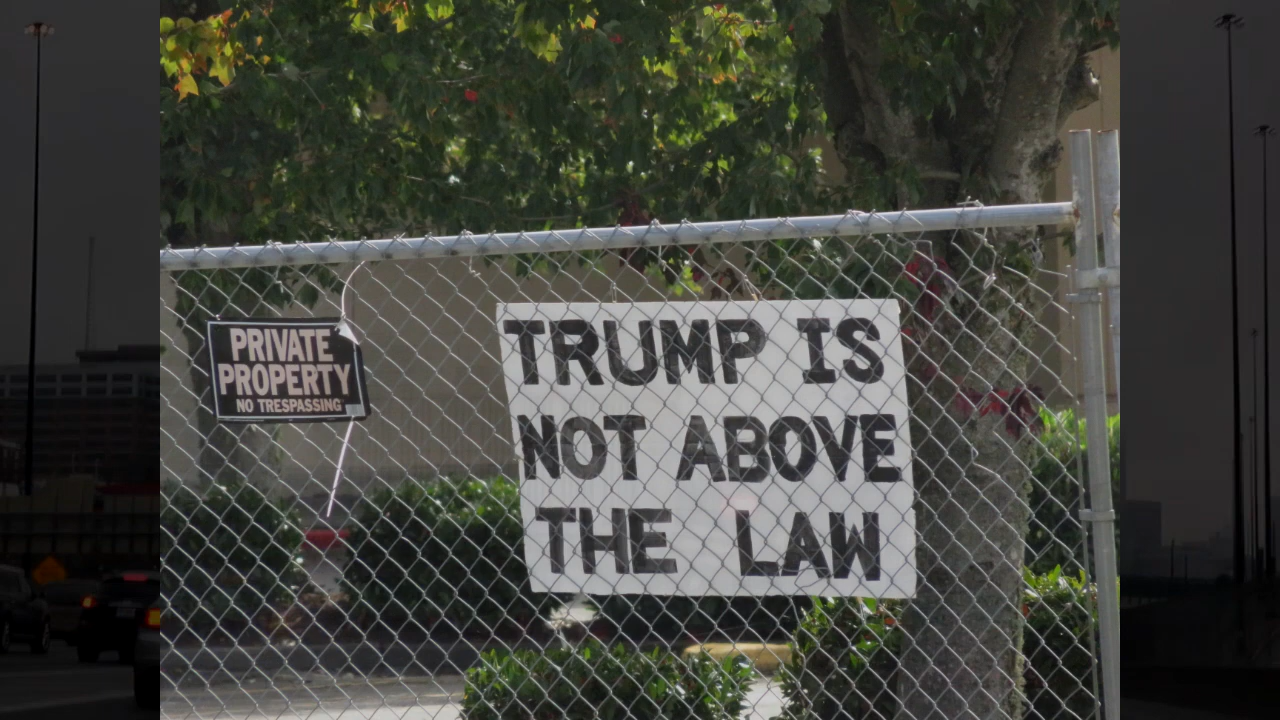 PRIVATE
PROPERTY
NO TRESPASSING
TRUMP IS
NOT ABOVE
THE LAW